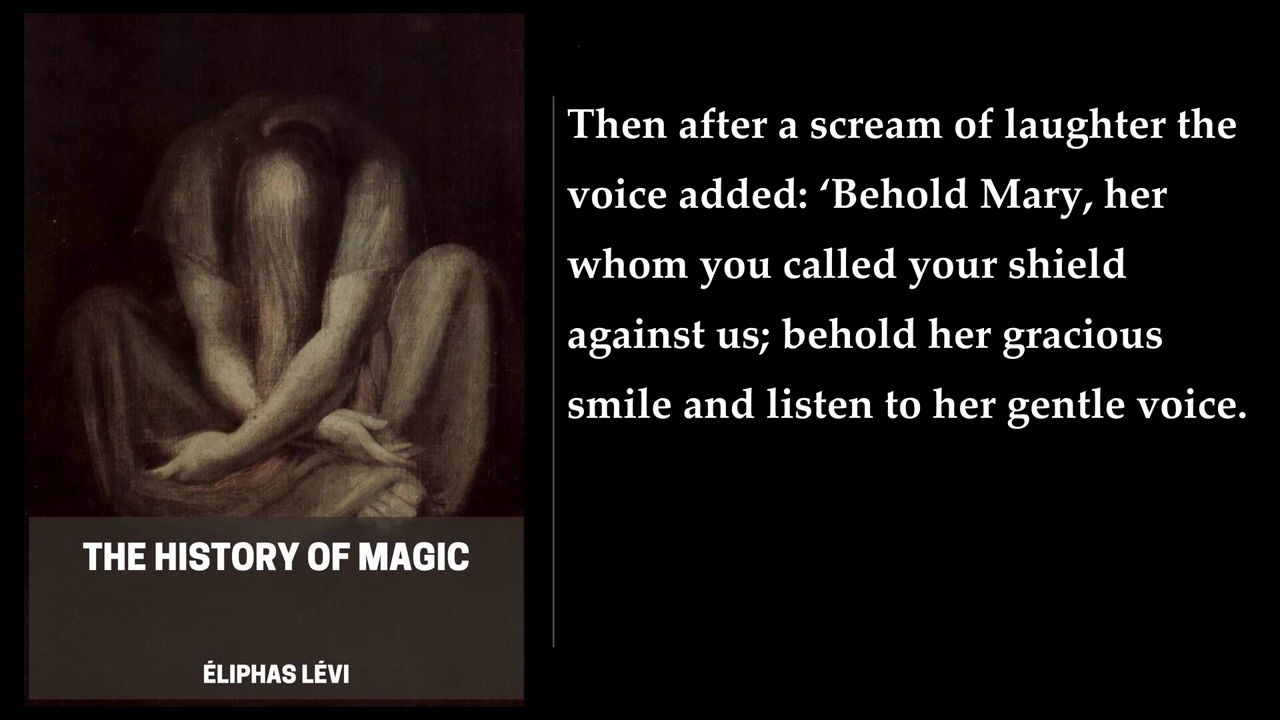 THE HISTORY OF MAGIC
ÉLIPHAS LÉVI
Then after a scream of laughter the
voice added: ‘Behold Mary, her
whom you called your shield
against us; behold her gracious
smile and listen to her gentle voice.